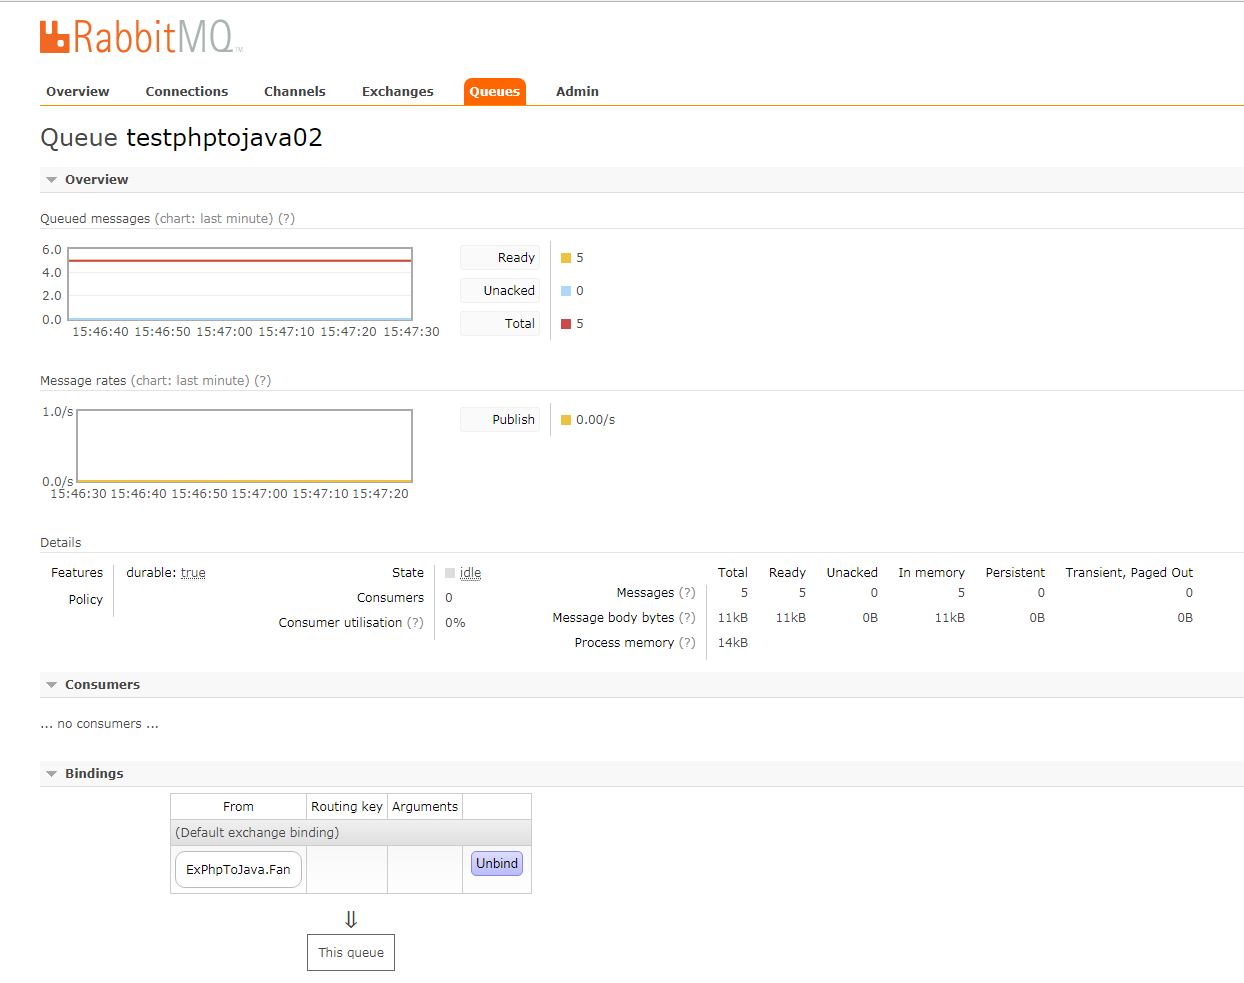 RabbitMQ TM
Overview Connections Channels Exchanges Queues Admin
Queue testphptojava02
Overview
Queued messages (chart: last minute) (?)
6.0
4.0
2.0
0.0
15:46:40 15:46:50 15:47:00 15:47:10 15:47:20 15:47:30
Ready 5
Unacked 0
Total 5
Message rates (chart: last minute) (?)
1.0/s
0.0/s
15:46:30 15:46:40 15:46:50 15:47:00 15:47:10 15:47:20
Publish 0.00/s
Details
Features durable: true
Policy
State idle
Consumers 0
Consumer utilisation (?) 0%
Total Ready Unacked In memory Persistent Transient, Paged Out
Messages (?) 5 5 0 5 0 0
Message body bytes (?) 11kB 11kB 0B 11kB 0B 0B
Process memory (?) 14kB
Consumers
... no consumers ...
Bindings
From Routing key Arguments
(Default exchange binding)
ExPhpToJava.Fan Unbind
⇓
This queue